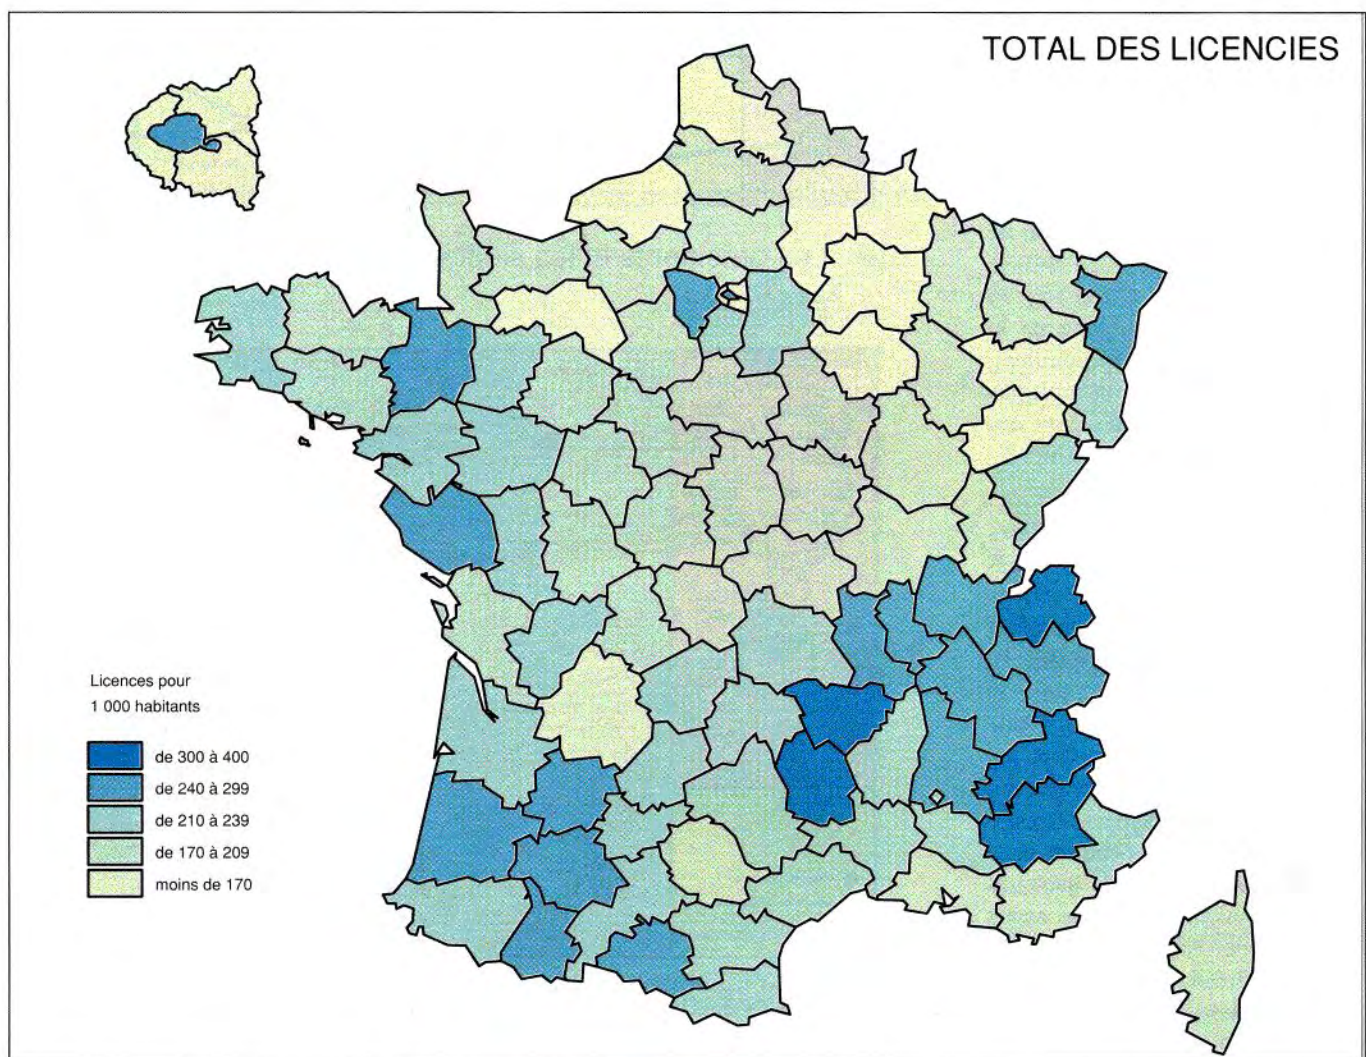 TOTAL DES LICENCIES
Licences pour
1 000 habitants
de 300 à 400
de 240 à 299
de 210 à 239
de 170 à 209
moins de 170